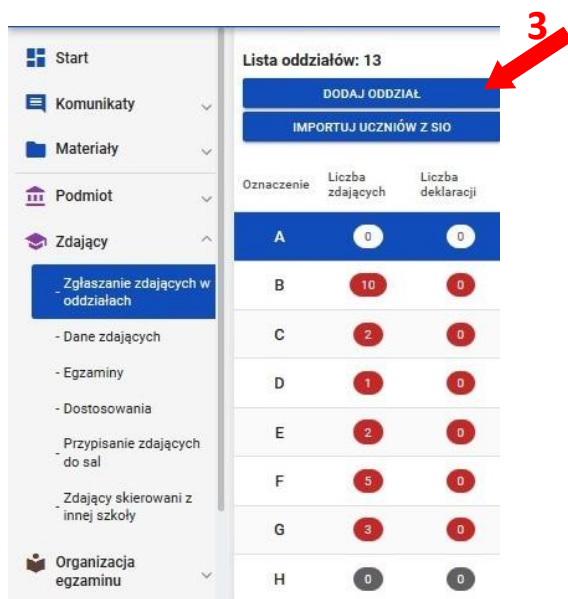 3
Start
Komunikaty
Materiały
Podmiot
Zdający
- Zgłaszanie zdających w
oddziałach
- Dane zdających
- Egzaminy
- Dostosowania
- Przypisanie zdających
do sal
- Zdający skierowani z
innej szkoły
Organizacja
egzaminu
Lista oddziałów: 13
DODAJ ODDZIAŁ
IMPORTUJ UCZNIÓW Z SIO
Oznaczenie Liczba zdających Liczba deklaracji
A 0 0
B 10 0
C 2 0
D 1 0
E 2 0
F 5 0
G 3 0
H 0 0